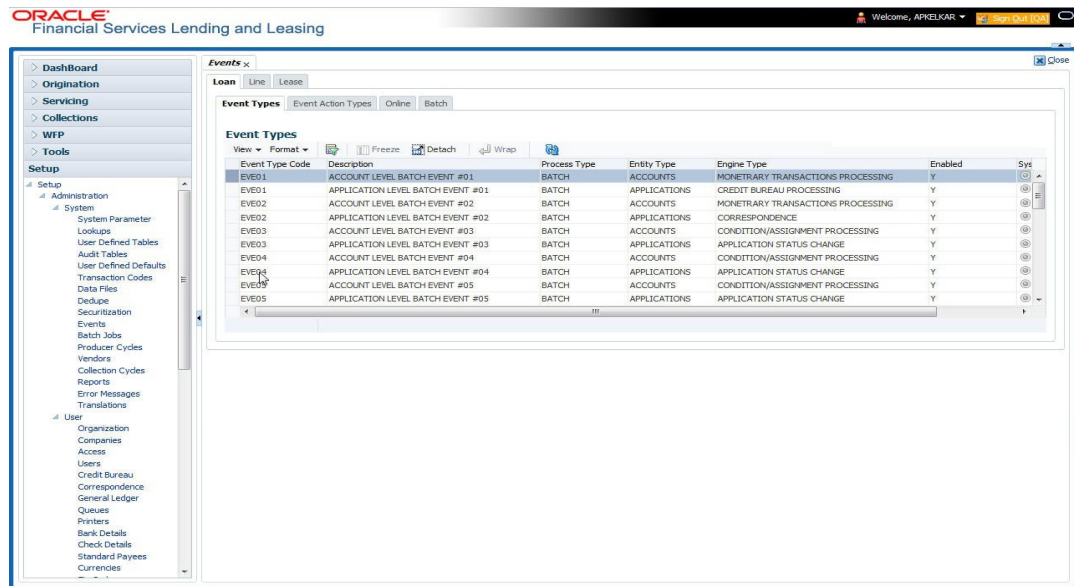 ORACLE
Financial Services Lending and Leasing
Welcome, APKELKAR
Sign Out [QA]
Close
DashBoard
Origination
Servicing
Collections
WFP
Tools
Setup
Setup
Administration
System
System Parameter
Lookups
User Defined Tables
Audit Tables
User Defined Defaults
Transaction Codes
Data Files
Dedupe
Securitization
Events
Batch Jobs
Producer Cycles
Vendors
Collection Cycles
Reports
Error Messages
Translations
User
Organization
Companies
Access
Users
Credit Bureau
Correspondence
General Ledger
Queues
Printers
Bank Details
Check Details
Standard Payees
Currencies
Events
Loan Line Lease
Event Types Event Action Types Online Batch
Event Types
View Format Freeze Detach Wrap
Event Type Code Description Process Type Entity Type Engine Type Enabled Sys
EVE01 ACCOUNT LEVEL BATCH EVENT #01 BATCH ACCOUNTS MONETRARY TRANSACTIONS PROCESSING Y
EVE01 APPLICATION LEVEL BATCH EVENT #01 BATCH APPLICATIONS CREDIT BUREAU PROCESSING Y
EVE02 ACCOUNT LEVEL BATCH EVENT #02 BATCH ACCOUNTS MONETRARY TRANSACTIONS PROCESSING Y
EVE02 APPLICATION LEVEL BATCH EVENT #02 BATCH APPLICATIONS CORRESPONDENCE Y
EVE03 ACCOUNT LEVEL BATCH EVENT #03 BATCH ACCOUNTS CONDITION/ASSIGNMENT PROCESSING Y
EVE03 APPLICATION LEVEL BATCH EVENT #03 BATCH APPLICATIONS APPLICATION STATUS CHANGE Y
EVE04 ACCOUNT LEVEL BATCH EVENT #04 BATCH ACCOUNTS CONDITION/ASSIGNMENT PROCESSING Y
EVE04 APPLICATION LEVEL BATCH EVENT #04 BATCH APPLICATIONS APPLICATION STATUS CHANGE Y
EVE05 ACCOUNT LEVEL BATCH EVENT #05 BATCH ACCOUNTS CONDITION/ASSIGNMENT PROCESSING Y
EVE05 APPLICATION LEVEL BATCH EVENT #05 BATCH APPLICATIONS APPLICATION STATUS CHANGE Y